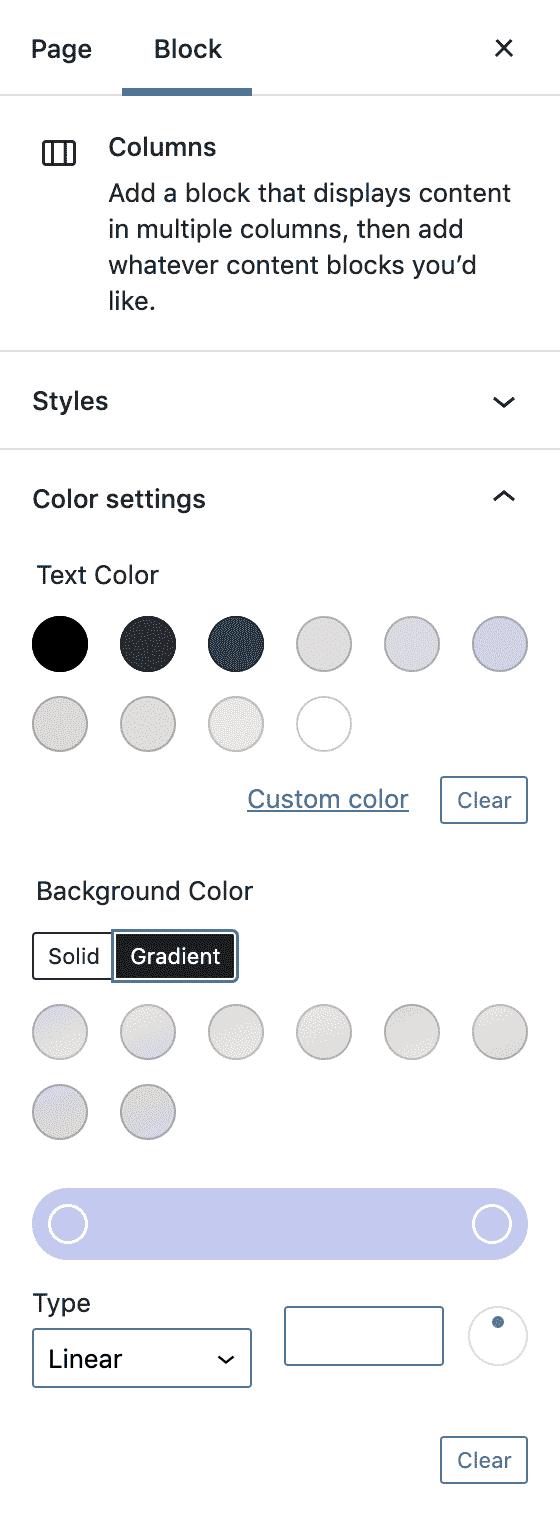 Page Block
Columns
Add a block that displays content
in multiple columns, then add
whatever content blocks you’d
like.
Styles
Color settings
Text Color
Custom color Clear
Background Color
Solid Gradient
Type
Linear
Clear